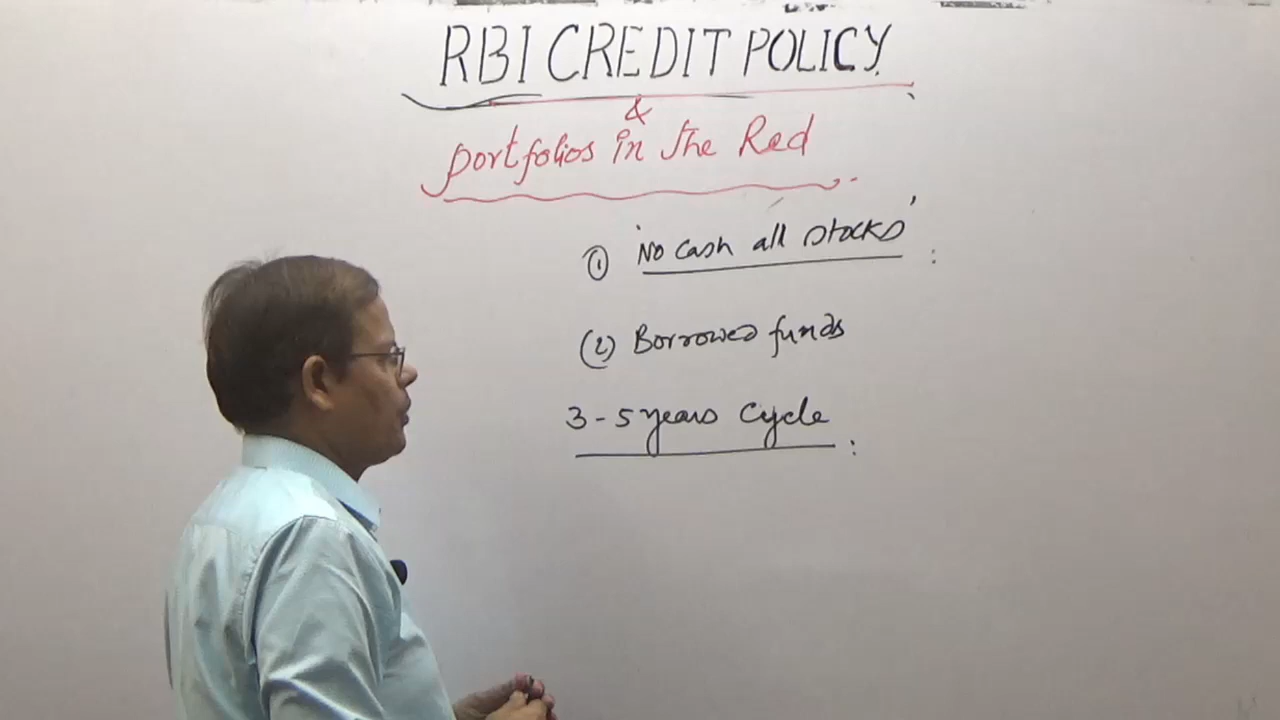 RBI CREDIT POLICY
&
portfolios in the Red
① 'No cash all stocks'
(2) Borrowed funds
3-5 years cycle